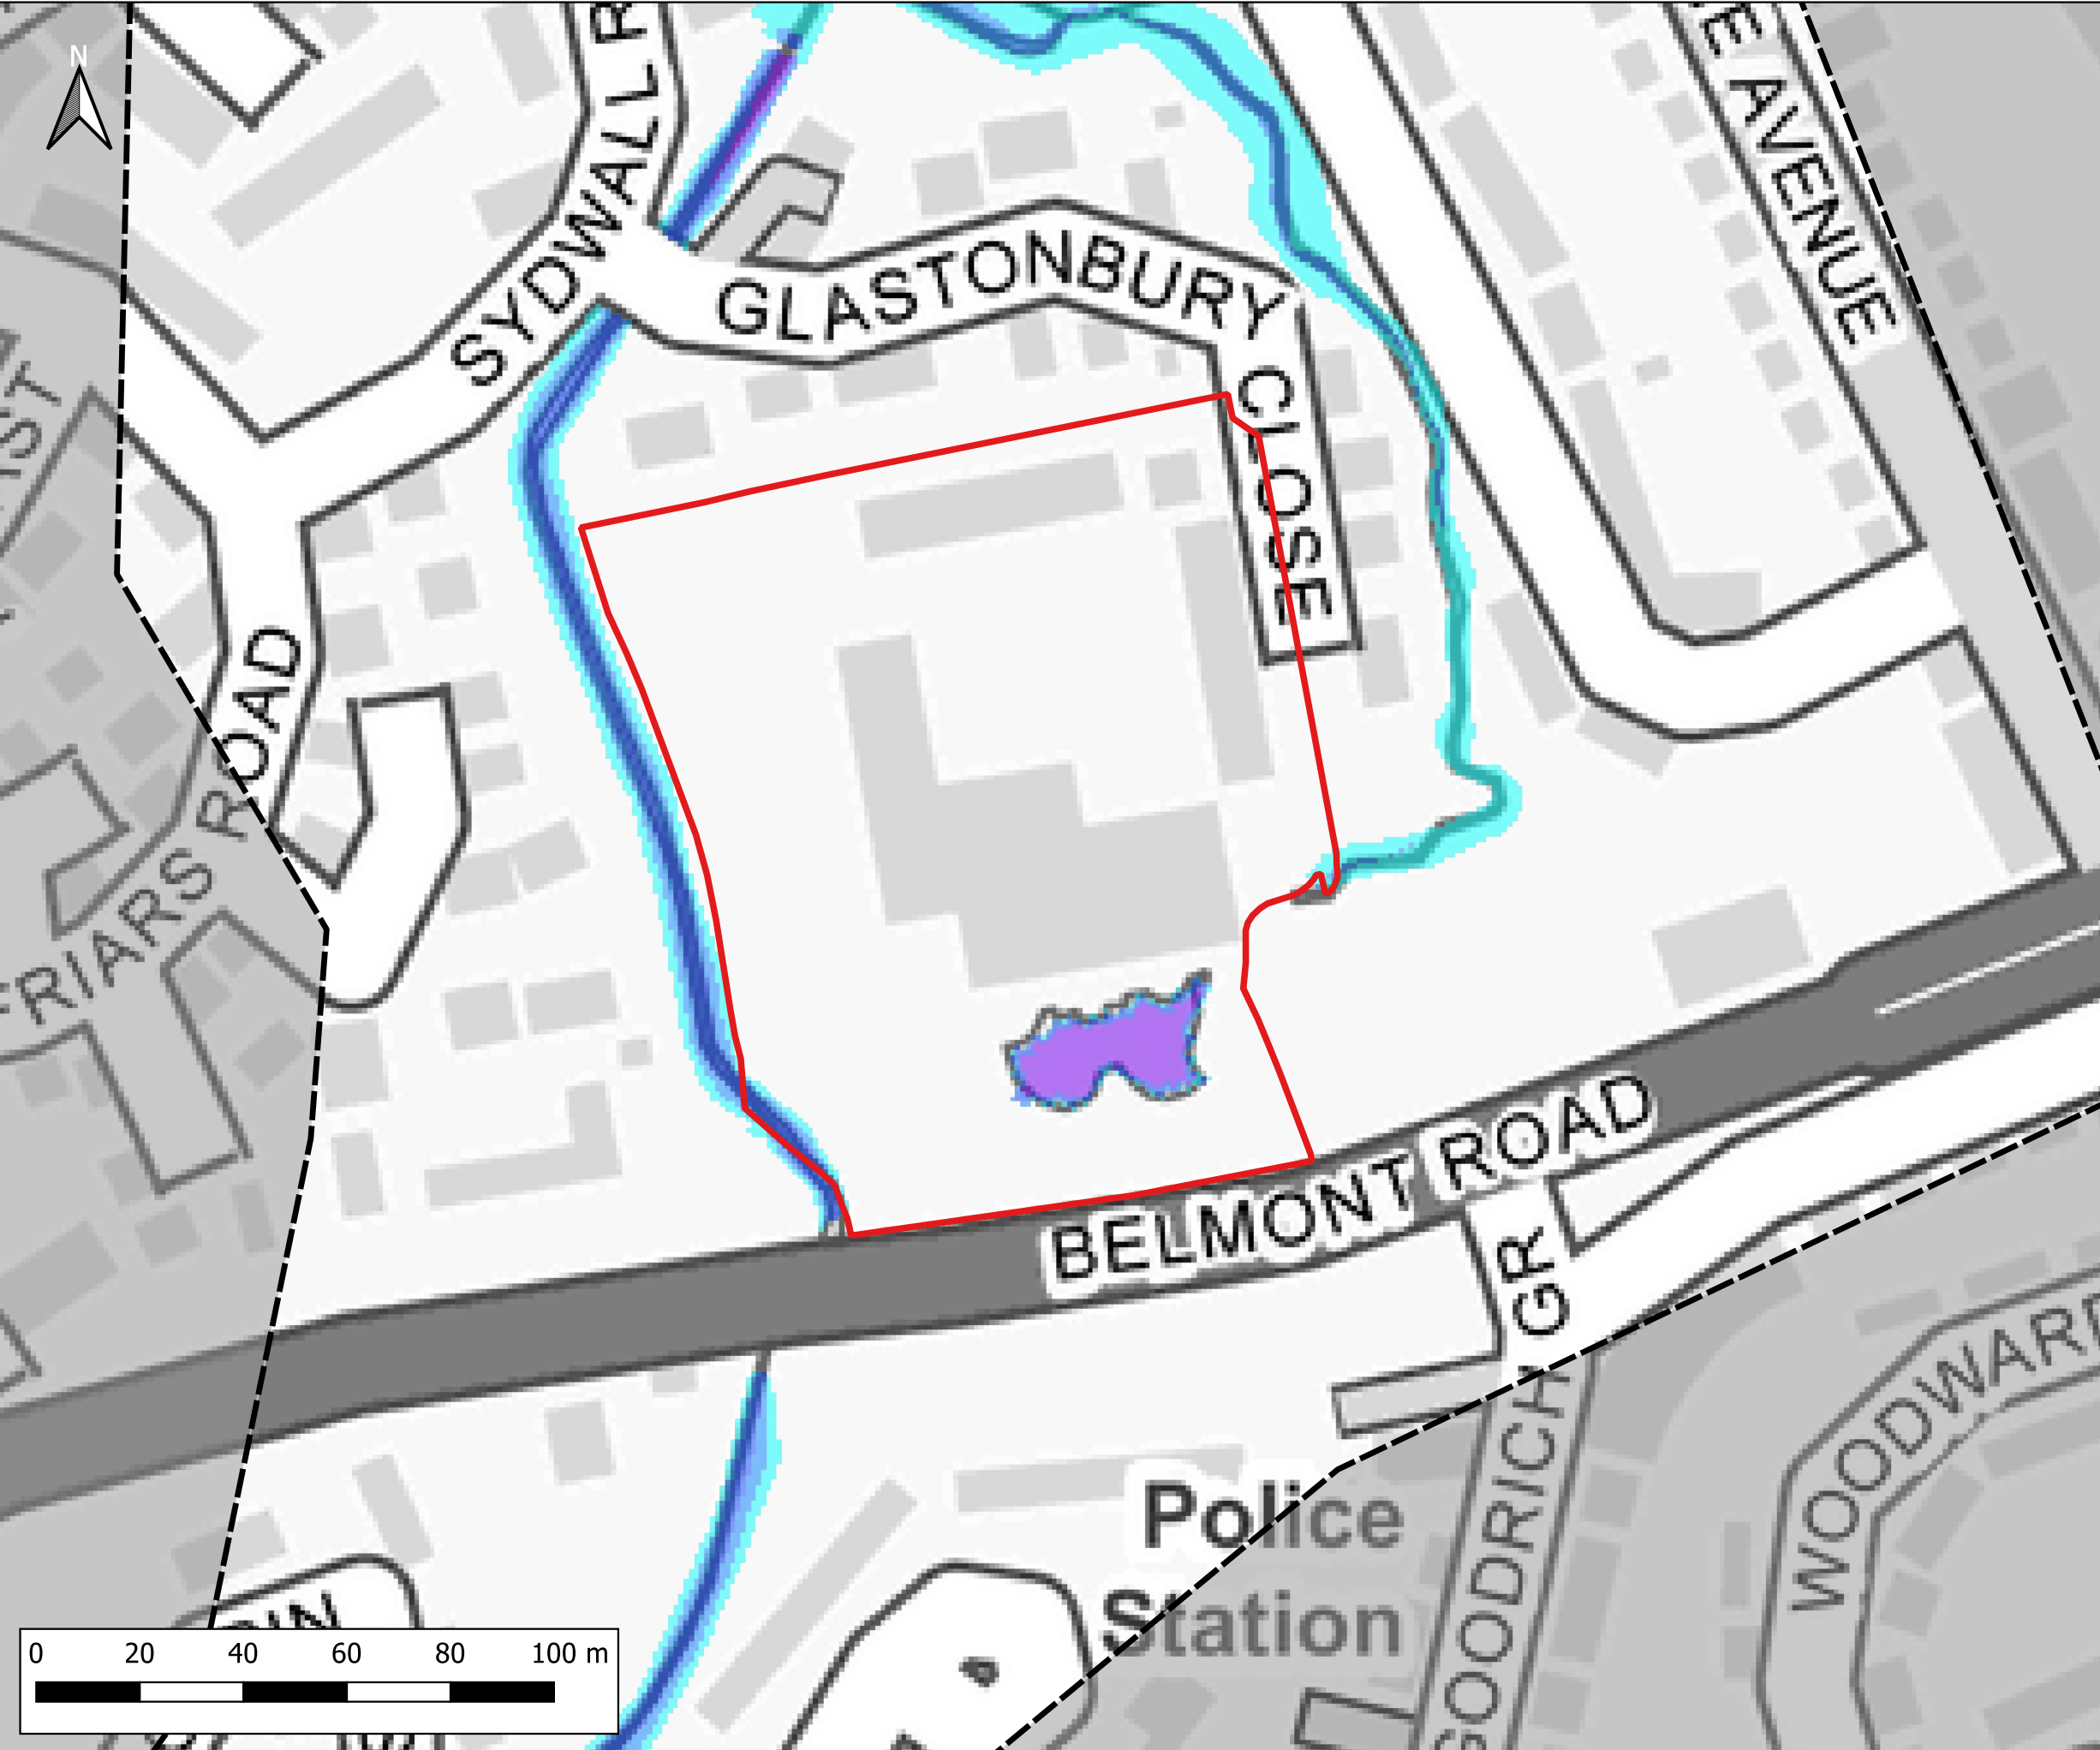 N
SYDWALL R
GLASTONBURY
CLOSE
E AVENUE
ROAD
FRIARS
BELMONT ROAD
GR
GOODRICH
WOODWARD
Police
Station
0 20 40 60 80 100 m